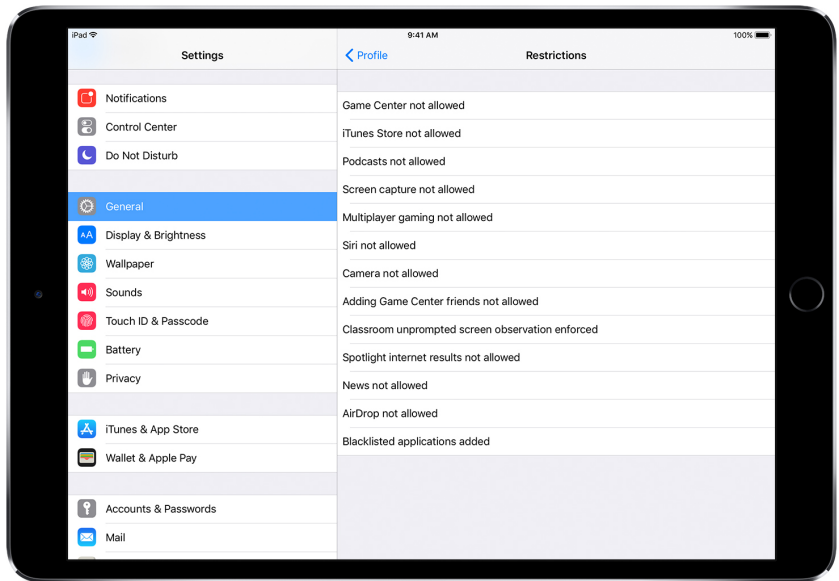 iPad
9:41 AM
100%
Settings
Profile
Restrictions
Notifications
Control Center
Do Not Disturb
General
AA Display & Brightness
Wallpaper
Sounds
Touch ID & Passcode
Battery
Privacy
iTunes & App Store
Wallet & Apple Pay
Accounts & Passwords
Mail
Game Center not allowed
iTunes Store not allowed
Podcasts not allowed
Screen capture not allowed
Multiplayer gaming not allowed
Siri not allowed
Camera not allowed
Adding Game Center friends not allowed
Classroom unprompted screen observation enforced
Spotlight internet results not allowed
News not allowed
AirDrop not allowed
Blacklisted applications added